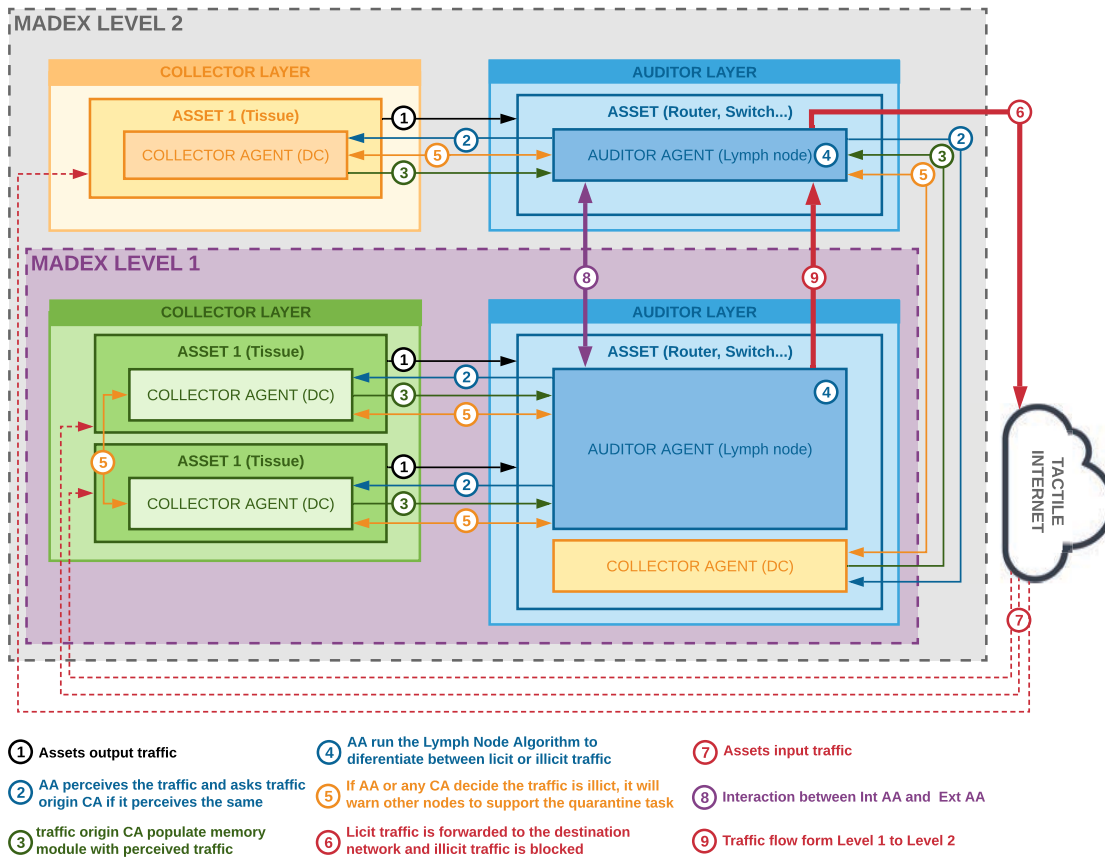 MADEX LEVEL 2
COLLECTOR LAYER
AUDITOR LAYER
ASSET 1 (Tissue)
COLLECTOR AGENT (DC)
1
2
5
3
ASSET (Router, Switch...)
AUDITOR AGENT (Lymph node)
4
6
2
3
5
MADEX LEVEL 1
8
9
COLLECTOR LAYER
AUDITOR LAYER
ASSET 1 (Tissue)
COLLECTOR AGENT (DC)
1
2
3
5
ASSET (Router, Switch...)
4
AUDITOR AGENT (Lymph node)
5
ASSET 1 (Tissue)
COLLECTOR AGENT (DC)
1
2
3
5
COLLECTOR AGENT (DC)
TACTILE
INTERNET
7
1 Assets output traffic
2 AA perceives the traffic and asks traffic
origin CA if it perceives the same
3 traffic origin CA populate memory
module with perceived traffic
4 AA run the Lymph Node Algorithm to
diferentiate between licit or illicit traffic
5 If AA or any CA decide the traffic is illict, it will
warn other nodes to support the quarantine task
6 Licit traffic is forwarded to the destination
network and illicit traffic is blocked
7 Assets input traffic
8 Interaction between Int AA and Ext AA
9 Traffic flow form Level 1 to Level 2